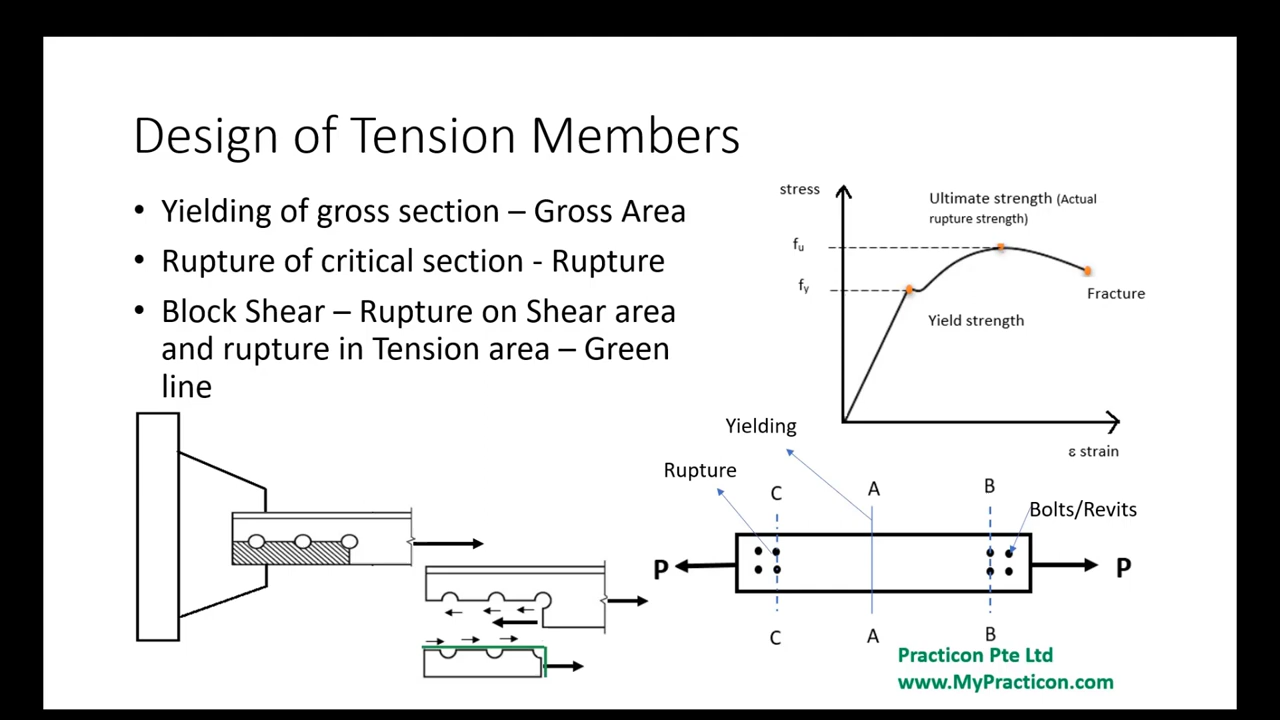 Design of Tension Members
• Yielding of gross section – Gross Area
• Rupture of critical section - Rupture
• Block Shear – Rupture on Shear area
and rupture in Tension area – Green
line
stress
Ultimate strength (Actual
rupture strength)
fu
fy
Fracture
Yield strength
ε strain
Yielding
Rupture
C
A
B
Bolts/Revits
P
P
C
A
B
Practicon Pte Ltd
www.MyPracticon.com